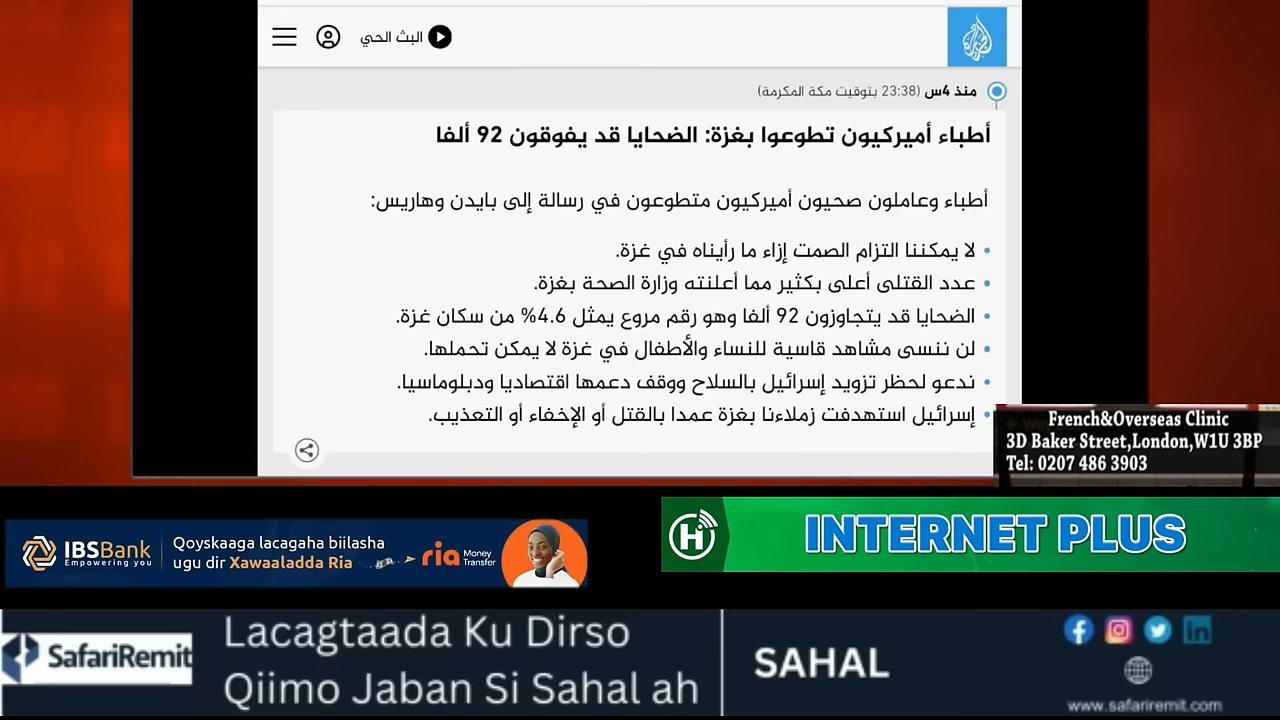 البث الحي
منذ 4س (23:38 بتوقيت مكة المكرمة)
أطباء أميركيون تطوعوا بغزة: الضحايا قد يفوقون 92 ألفا
أطباء وعاملون صحيون أميركيون متطوعون في رسالة إلى بايدن وهاريس:
• لا يمكننا التزام الصمت إزاء ما رأيناه في غزة.
• عدد القتلى أعلى بكثير مما أعلنته وزارة الصحة بغزة.
• الضحايا قد يتجاوزون 92 ألفا وهو رقم مروع يمثل 4.6% من سكان غزة.
• لن ننسى مشاهد قاسية للنساء والأطفال في غزة لا يمكن تحملها.
• ندعو لحظر تزويد إسرائيل بالسلاح ووقف دعمها اقتصاديا ودبلوماسيا.
• إسرائيل استهدفت زملاءنا بغزة عمدا بالقتل أو الإخفاء أو التعذيب.
French&Overseas Clinic
3D Baker Street,London,W1U 3BP
Tel: 0207 486 3903
IBSBank
Empowering you
Qoyskaaga lacagaha biilasha
ugu dir Xawaaladda Ria
ria Money
Transfer
INTERNET PLUS
SafariRemit
Lacagtaada Ku Dirso
Qiimo Jaban Si Sahal ah
SAHAL
www.safariremit.com